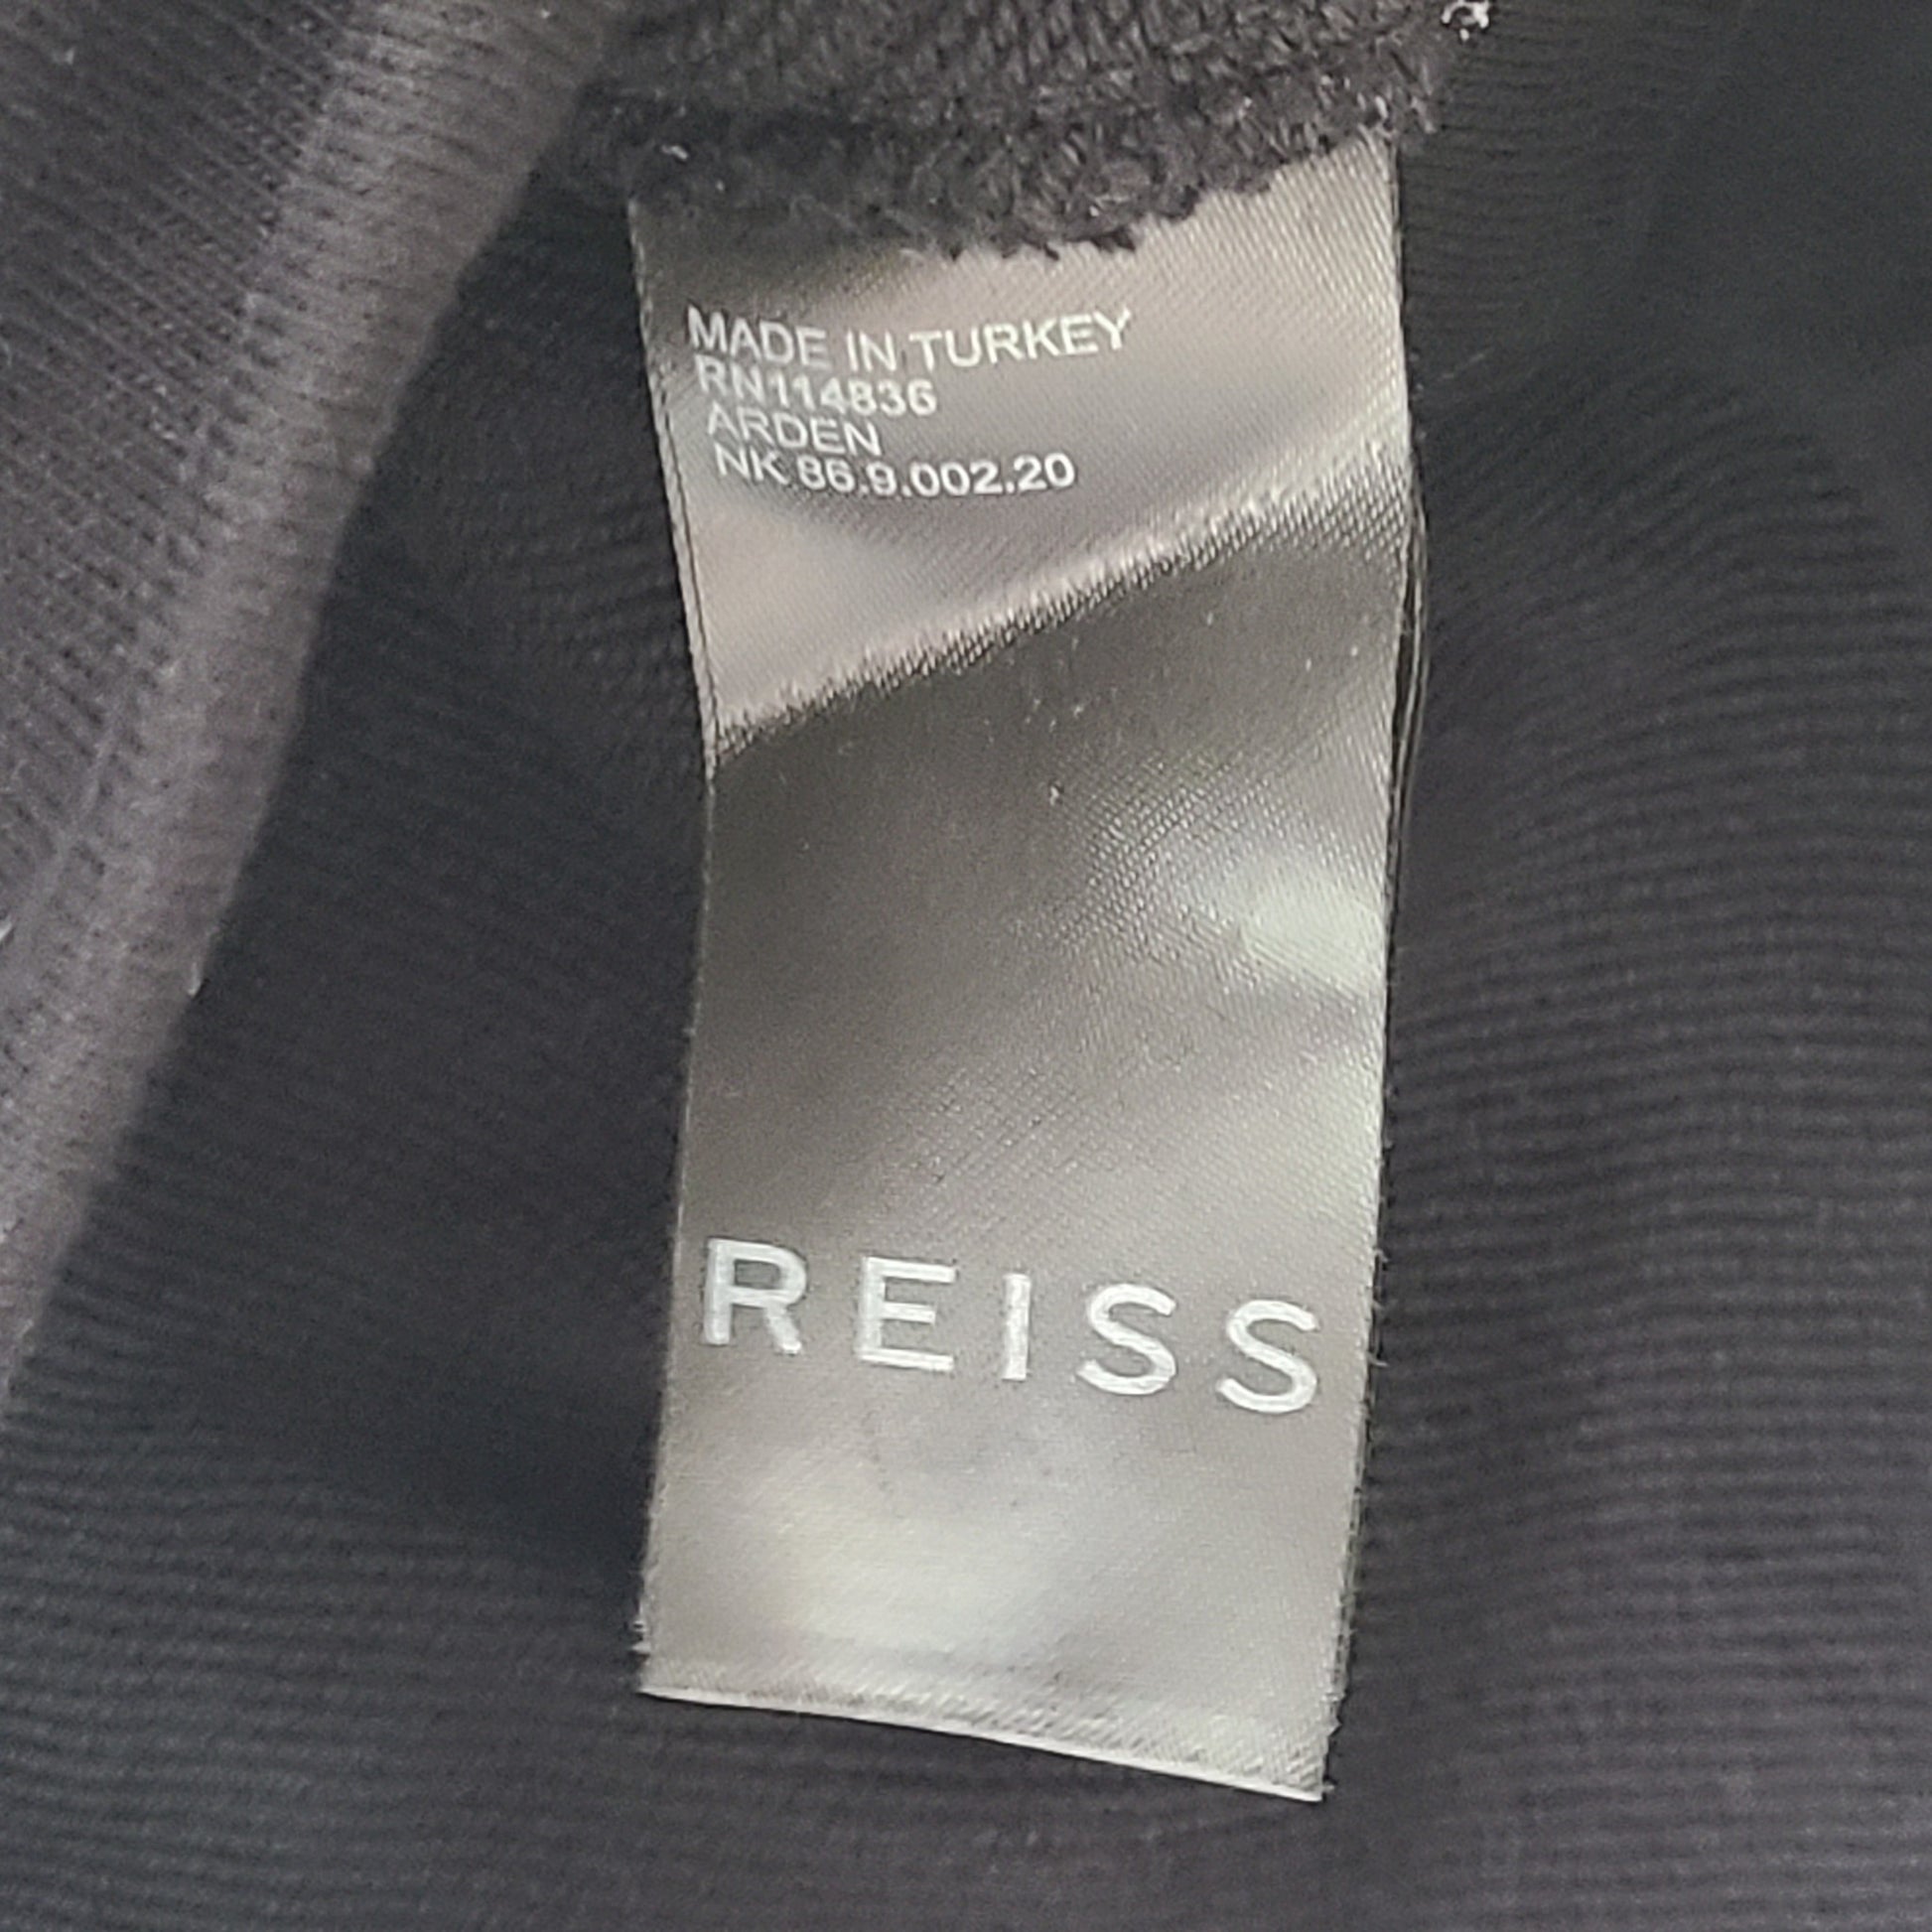 MADE IN TURKEY
RN114836
ARDEN
NK 86.9.002.20
REISS